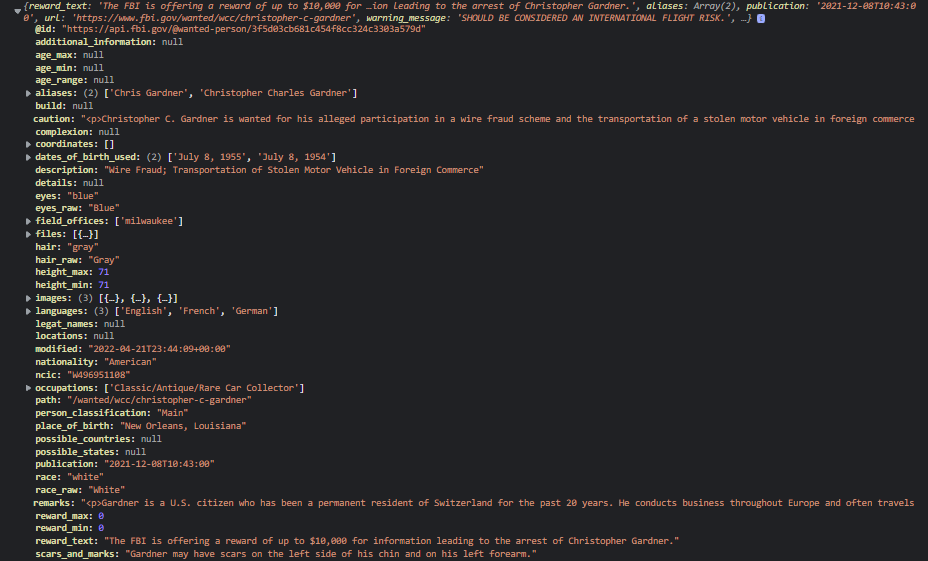 {reward_text: 'The FBI is offering a reward of up to $10,000 for …ion leading to the arrest of Christopher Gardner.', aliases: Array(2), publication: '2021-12-08T10:43:0
0', url: 'https://www.fbi.gov/wanted/wcc/christopher-c-gardner', warning_message: 'SHOULD BE CONSIDERED AN INTERNATIONAL FLIGHT RISK.', …} i
@id: "https://api.fbi.gov/@wanted-person/3f5d03cb681c454f8cc324c3303a579d"
additional_information: null
age_max: null
age_min: null
age_range: null
aliases: (2) ['Chris Gardner', 'Christopher Charles Gardner']
build: null
caution: "<p>Christopher C. Gardner is wanted for his alleged participation in a wire fraud scheme and the transportation of a stolen motor vehicle in foreign commerce
complexion: null
coordinates: []
dates_of_birth_used: (2) ['July 8, 1955', 'July 8, 1954']
description: "Wire Fraud; Transportation of Stolen Motor Vehicle in Foreign Commerce"
details: null
eyes: "blue"
eyes_raw: "Blue"
field_offices: ['milwaukee']
files: [{…}]
hair: "gray"
hair_raw: "Gray"
height_max: 71
height_min: 71
images: (3) [{…}, {…}, {…}]
languages: (3) ['English', 'French', 'German']
legat_names: null
locations: null
modified: "2022-04-21T23:44:09+00:00"
nationality: "American"
ncic: "W496951108"
occupations: ['Classic/Antique/Rare Car Collector']
path: "/wanted/wcc/christopher-c-gardner"
person_classification: "Main"
place_of_birth: "New Orleans, Louisiana"
possible_countries: null
possible_states: null
publication: "2021-12-08T10:43:00"
race: "white"
race_raw: "White"
remarks: "<p>Gardner is a U.S. citizen who has been a permanent resident of Switzerland for the past 20 years. He conducts business throughout Europe and often travels
reward_max: 0
reward_min: 0
reward_text: "The FBI is offering a reward of up to $10,000 for information leading to the arrest of Christopher Gardner."
scars_and_marks: "Gardner may have scars on the left side of his chin and on his left forearm."